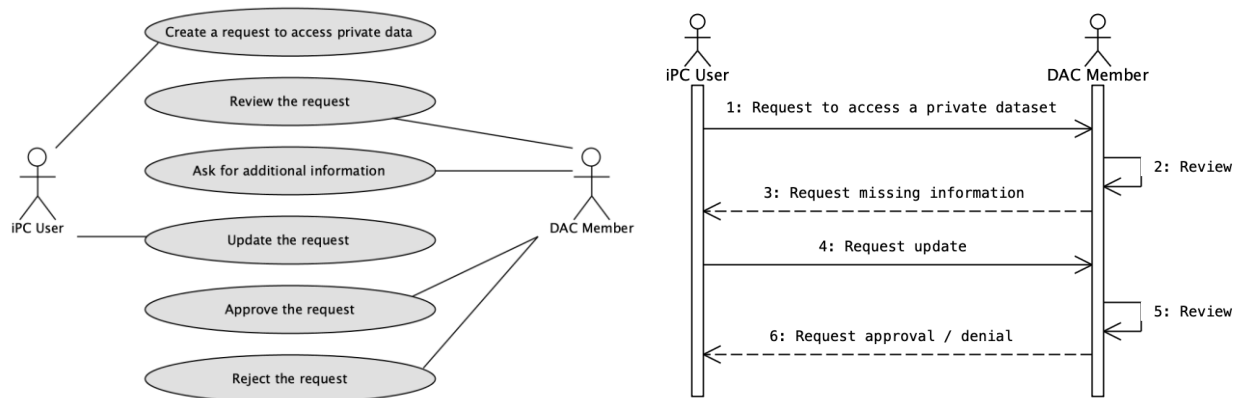 Create a request to access private data
Review the request
Ask for additional information
iPC User
DAC Member
Update the request
Approve the request
Reject the request
iPC User
DAC Member
1: Request to access a private dataset
2: Review
3: Request missing information
4: Request update
5: Review
6: Request approval / denial